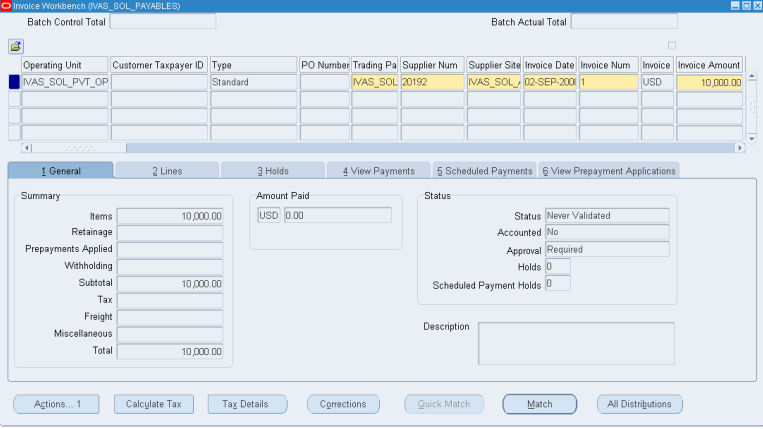 Invoice Workbench (IVAS_SOL_PAYABLES)
Batch Control Total
Batch Actual Total
Operating Unit Customer Taxpayer ID Type PO Number Trading Pa Supplier Num Supplier Site Invoice Date Invoice Num Invoice Invoice Amount
IVAS_SOL_PVT_OP Standard IVAS_SOL 20192 IVAS_SOL_ 02-SEP-200 1 USD 10,000.00
1 General 2 Lines 3 Holds 4 View Payments 5 Scheduled Payments 6 View Prepayment Applications
Summary Amount Paid Status
Items 10,000.00 USD 0.00 Status Never Validated
Retainage Accounted No
Prepayments Applied Approval Required
Withholding Holds 0
Subtotal 10,000.00 Scheduled Payment Holds 0
Tax
Freight
Miscellaneous Description
Total 10,000.00
Actions... 1 Calculate Tax Tax Details Corrections Quick Match Match All Distributions